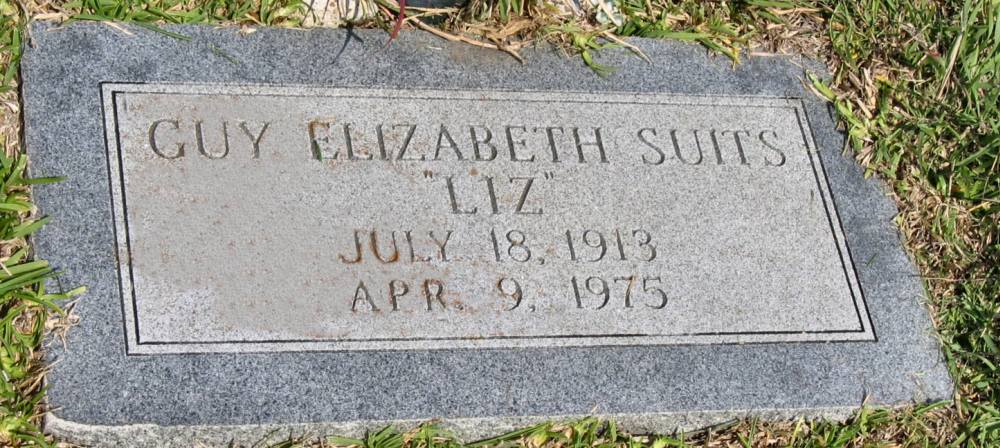 GUY ELIZABETH SUITS
"LIZ"
JULY 18, 1913
APR. 9, 1975